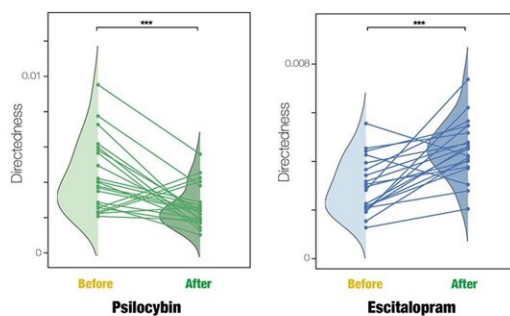 ***
***
0.01
0.008
Directedness
Directedness
0
0
Before
After
Before
After
Psilocybin
Escitalopram